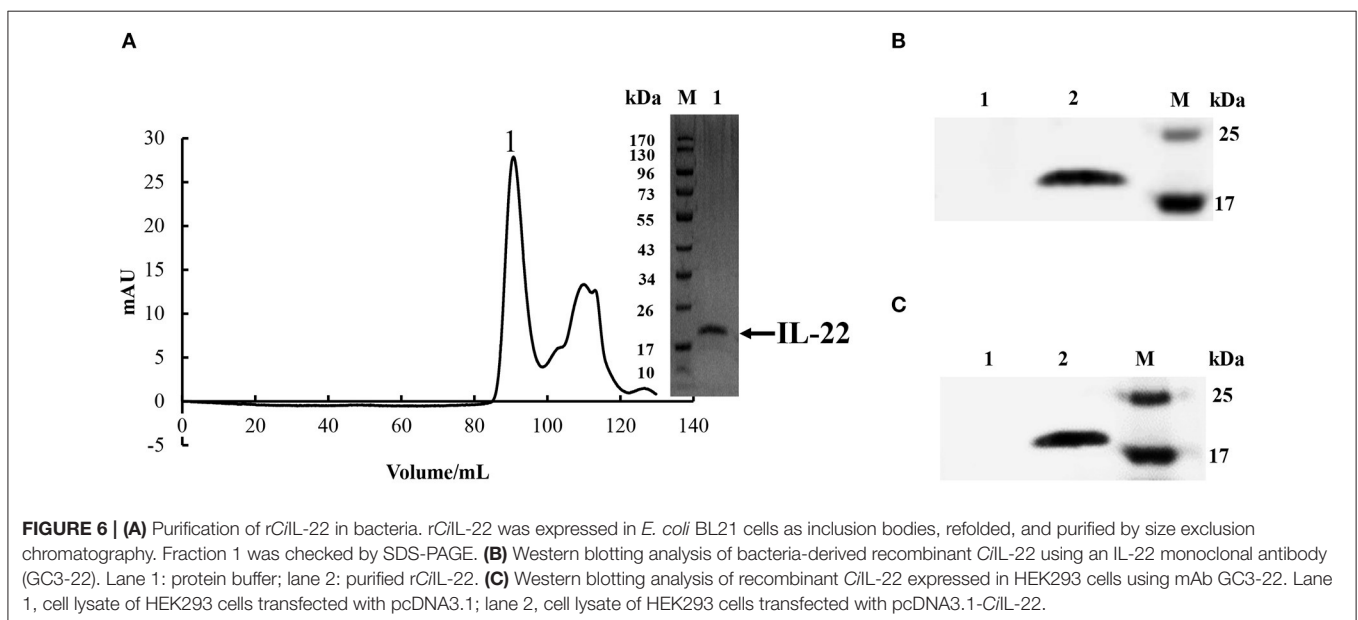 A
kDa M 1
170
130
96
73
55
43
34
26
17
10
IL-22
1
30
25
20
15
10
5
0
-5
mAU
0 20 40 60 80 100 120 140
Volume/mL
B
1 2 M kDa
25
17
C
1 2 M kDa
25
17
FIGURE 6 | (A) Purification of rCiIL-22 in bacteria. rCiIL-22 was expressed in E. coli BL21 cells as inclusion bodies, refolded, and purified by size exclusion
chromatography. Fraction 1 was checked by SDS-PAGE. (B) Western blotting analysis of bacteria-derived recombinant CiIL-22 using an IL-22 monoclonal antibody
(GC3-22). Lane 1: protein buffer; lane 2: purified rCiIL-22. (C) Western blotting analysis of recombinant CiIL-22 expressed in HEK293 cells using mAb GC3-22. Lane
1, cell lysate of HEK293 cells transfected with pcDNA3.1; lane 2, cell lysate of HEK293 cells transfected with pcDNA3.1-CiIL-22.